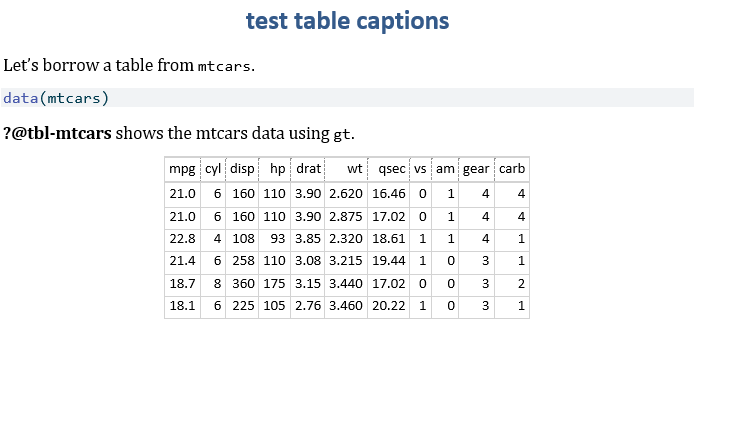 test table captions
Let's borrow a table from mtcars.
data(mtcars)
?@tbl-mtcars shows the mtcars data using gt.
mpg cyl disp hp drat wt qsec vs am gear carb
21.0 6 160 110 3.90 2.620 16.46 0 1 4 4
21.0 6 160 110 3.90 2.875 17.02 0 1 4 4
22.8 4 108 93 3.85 2.320 18.61 1 1 4 1
21.4 6 258 110 3.08 3.215 19.44 1 0 3 1
18.7 8 360 175 3.15 3.440 17.02 0 0 3 2
18.1 6 225 105 2.76 3.460 20.22 1 0 3 1